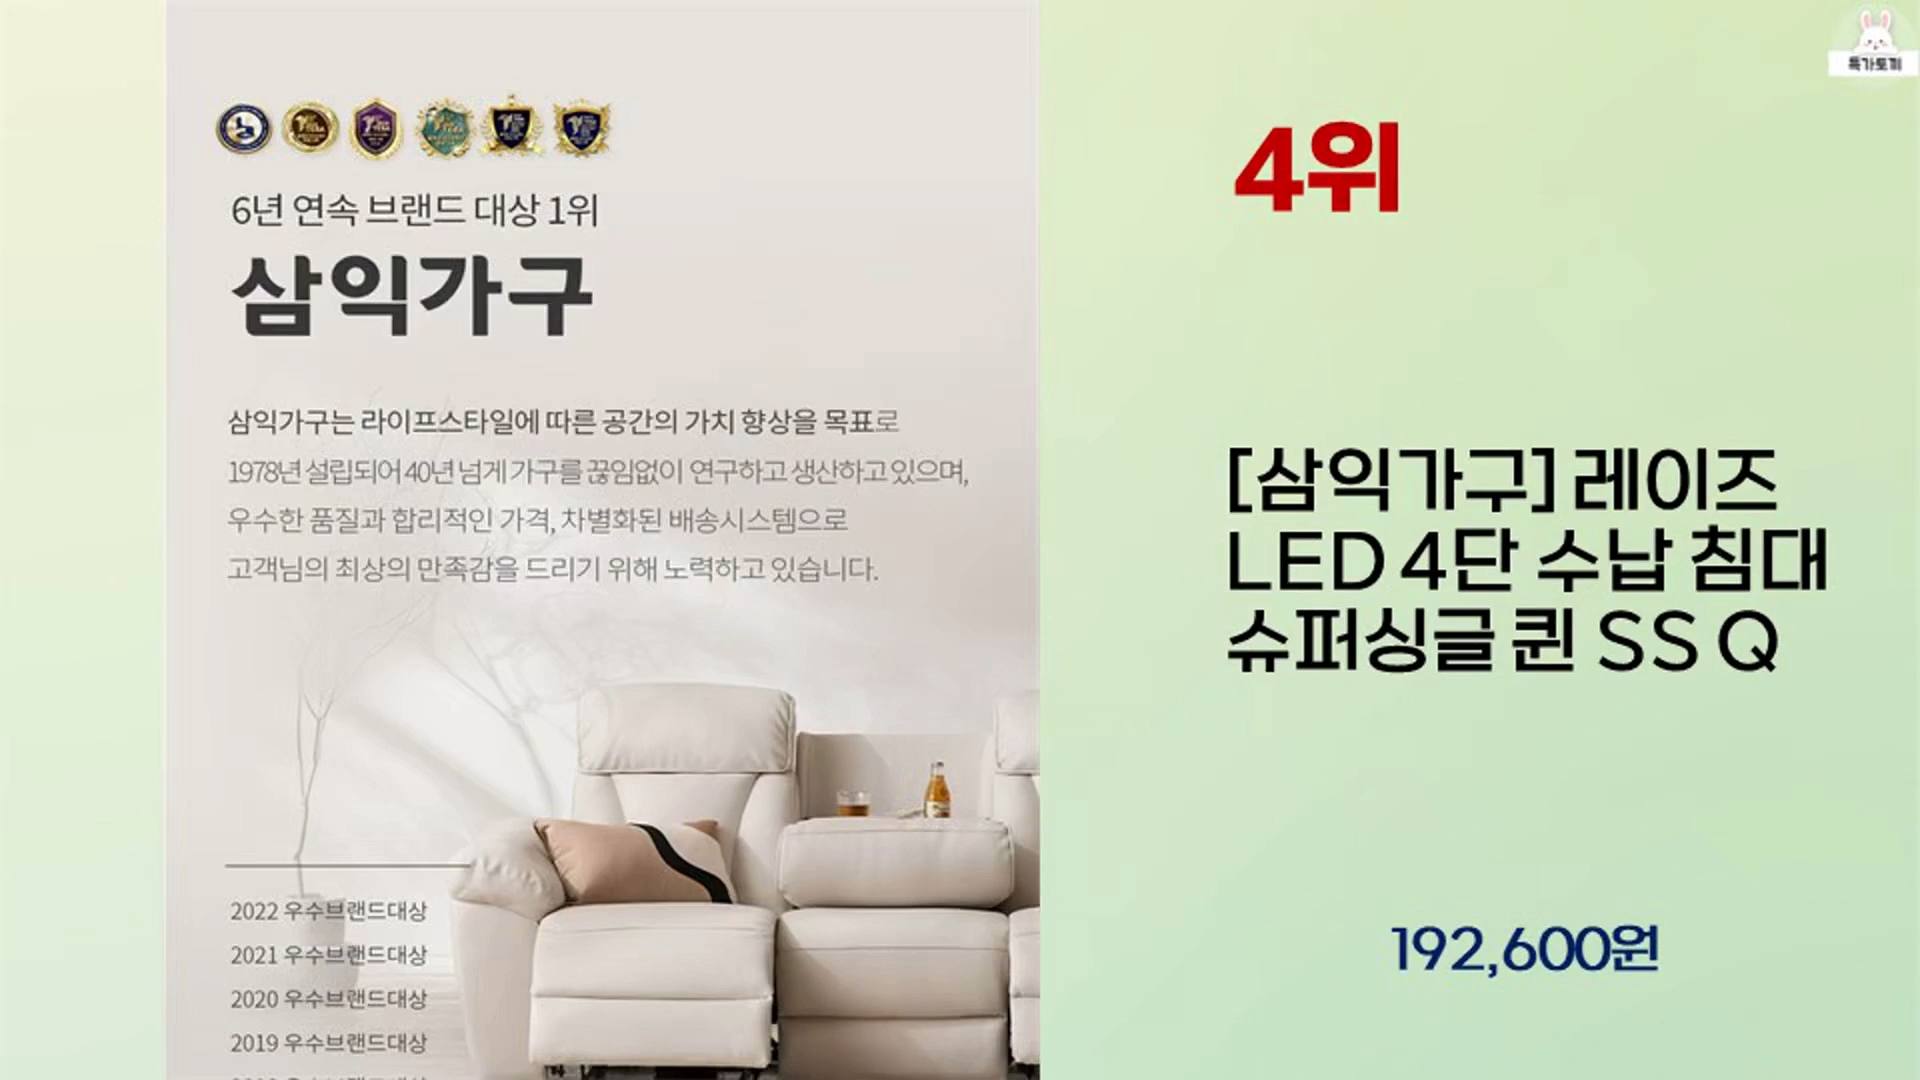 특가토끼
6년 연속 브랜드 대상 1위
삼익가구
삼익가구는 라이프스타일에 따른 공간의 가치 향상을 목표로
1978년 설립되어 40년 넘게 가구를 끊임없이 연구하고 생산하고 있으며,
우수한 품질과 합리적인 가격, 차별화된 배송시스템으로
고객님의 최상의 만족감을 드리기 위해 노력하고 있습니다.
2022 우수브랜드대상
2021 우수브랜드대상
2020 우수브랜드대상
2019 우수브랜드대상
4위
[삼익가구] 레이즈
LED 4단 수납 침대
슈퍼싱글 퀸 SS Q
192,600원